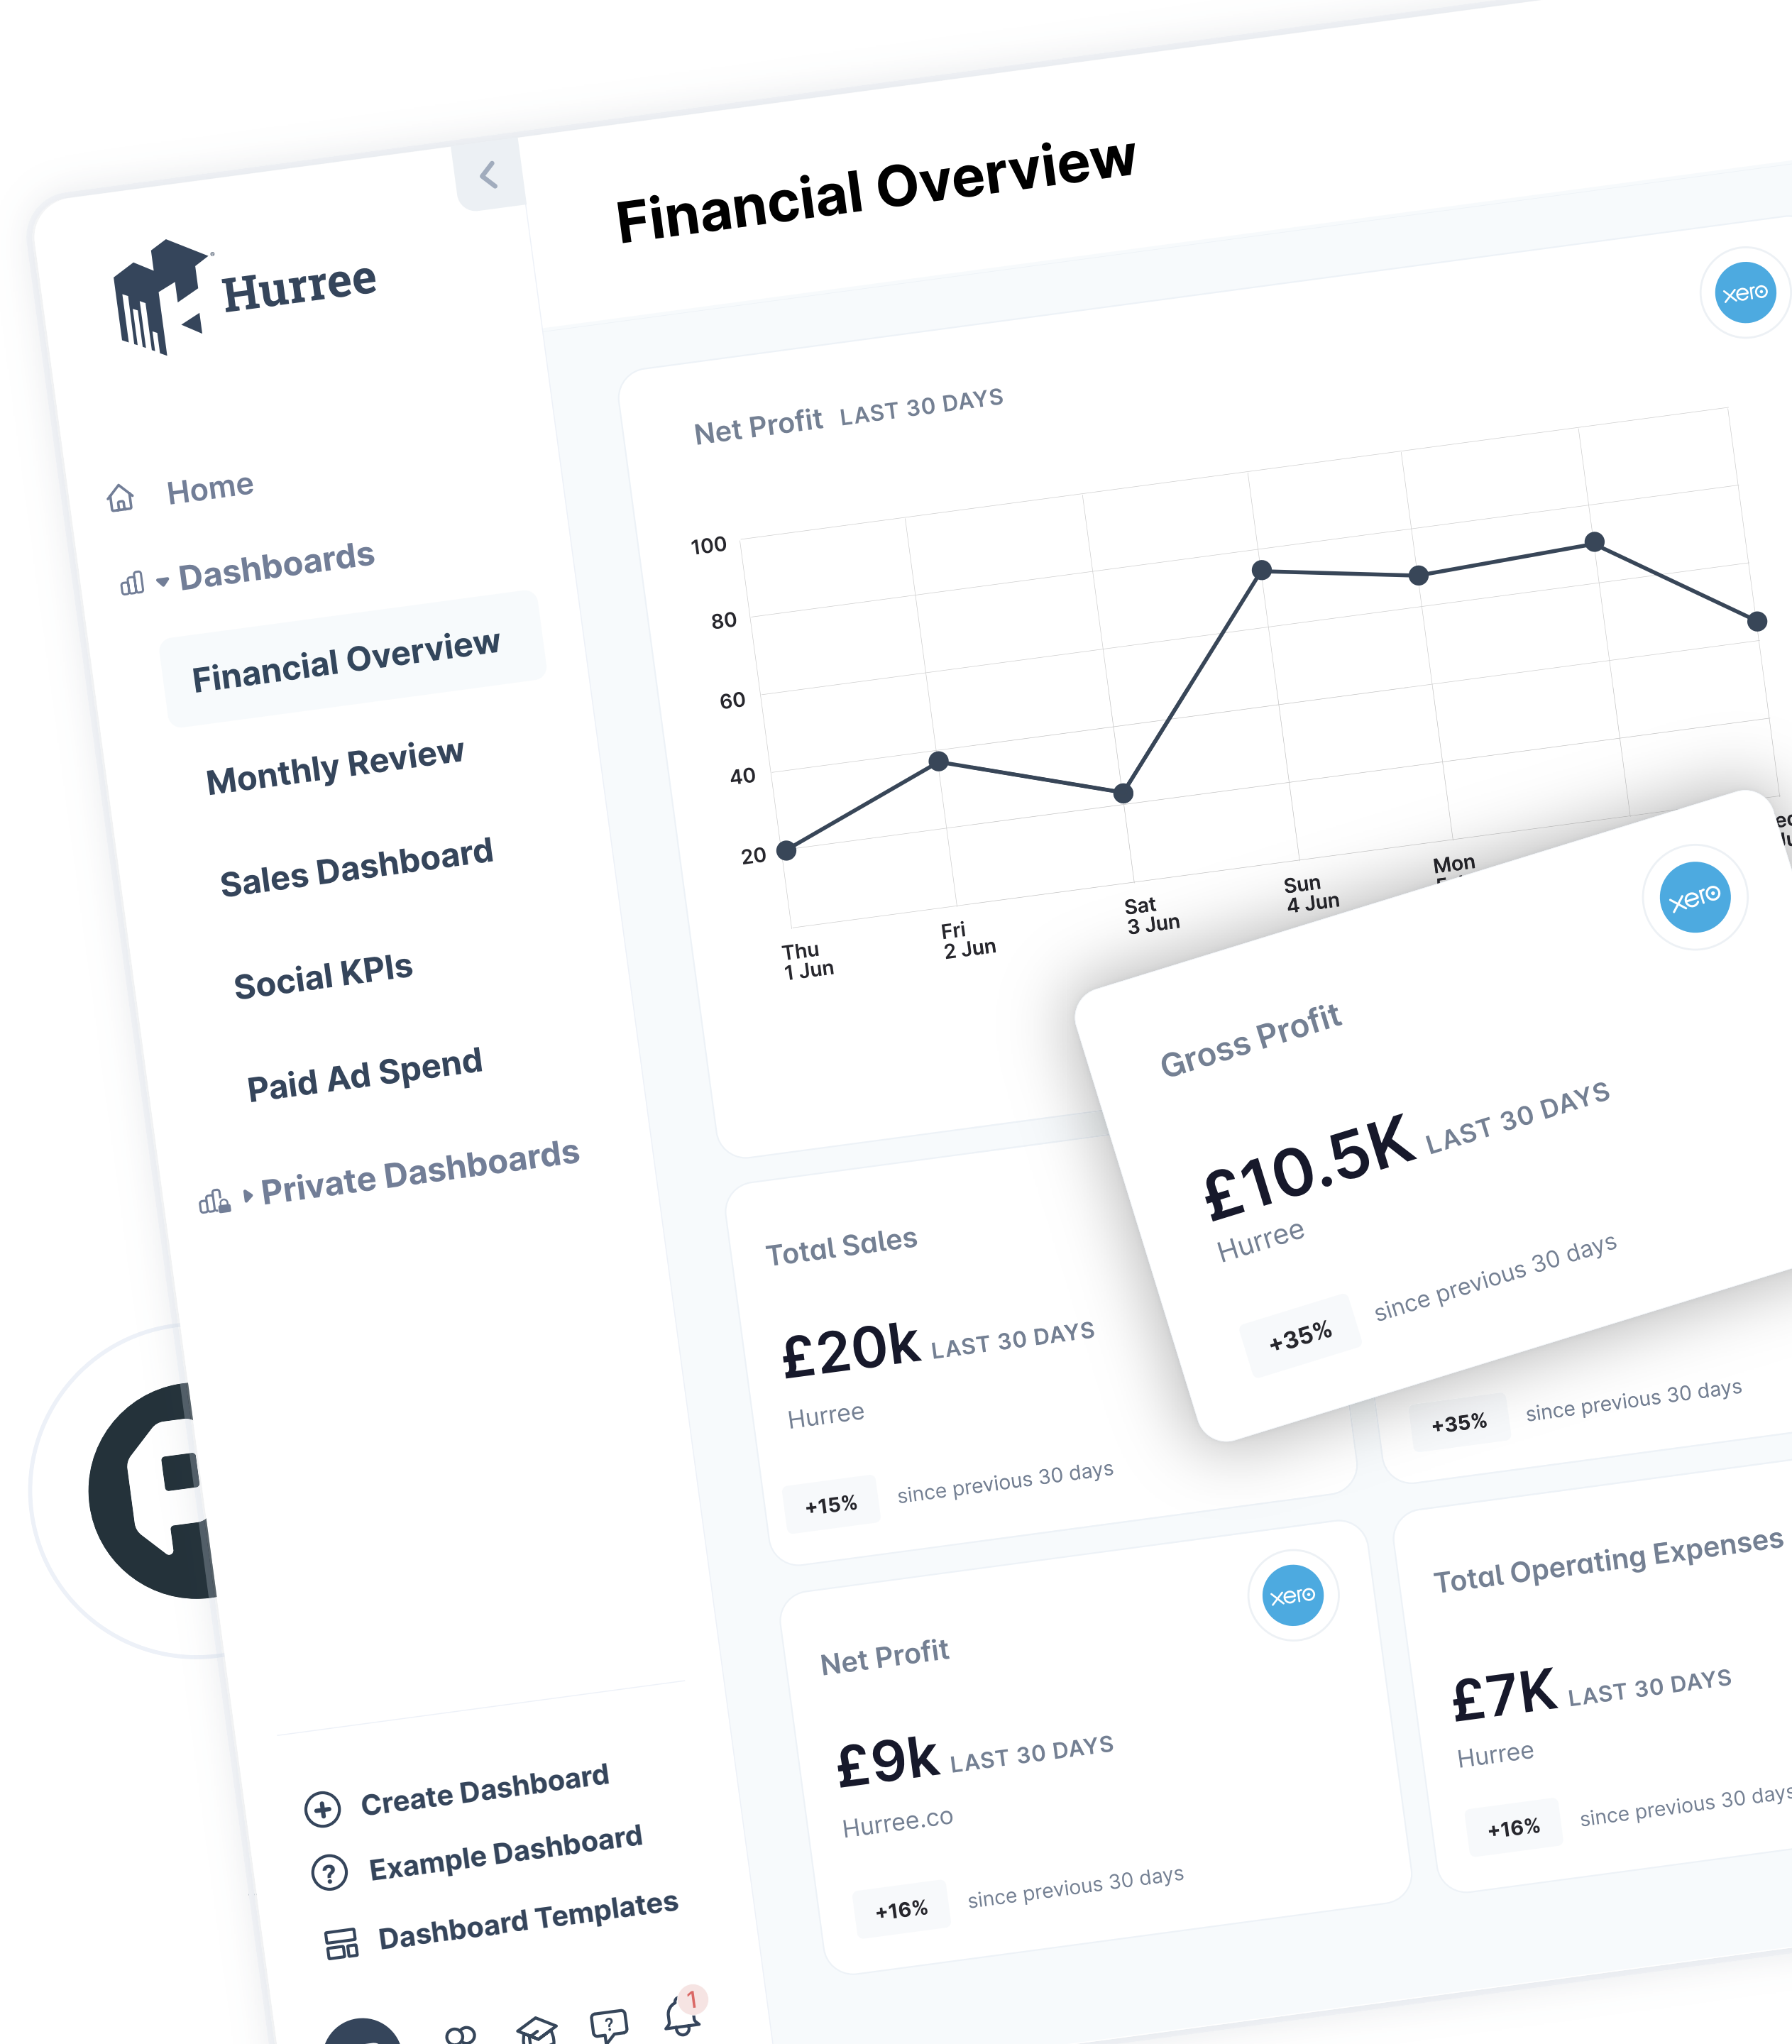 Financial Overview
Hurree
Home
Dashboards
Financial Overview
Monthly Review
Sales Dashboard
Social KPIs
Paid Ad Spend
Private Dashboards
Create Dashboard
Example Dashboard
Dashboard Templates
1
xero
Net Profit LAST 30 DAYS
100
80
60
40
20
Thu
1 Jun
Fri
2 Jun
Sat
3 Jun
Sun
4 Jun
Mon
xero
Gross Profit
£10.5K LAST 30 DAYS
Hurree
+35% since previous 30 days
Total Sales
£20k LAST 30 DAYS
Hurree
+15% since previous 30 days
+35% since previous 30 days
xero
Net Profit
£9k LAST 30 DAYS
Hurree.co
+16% since previous 30 days
Total Operating Expenses
£7K LAST 30 DAYS
Hurree
+16% since previous 30 days